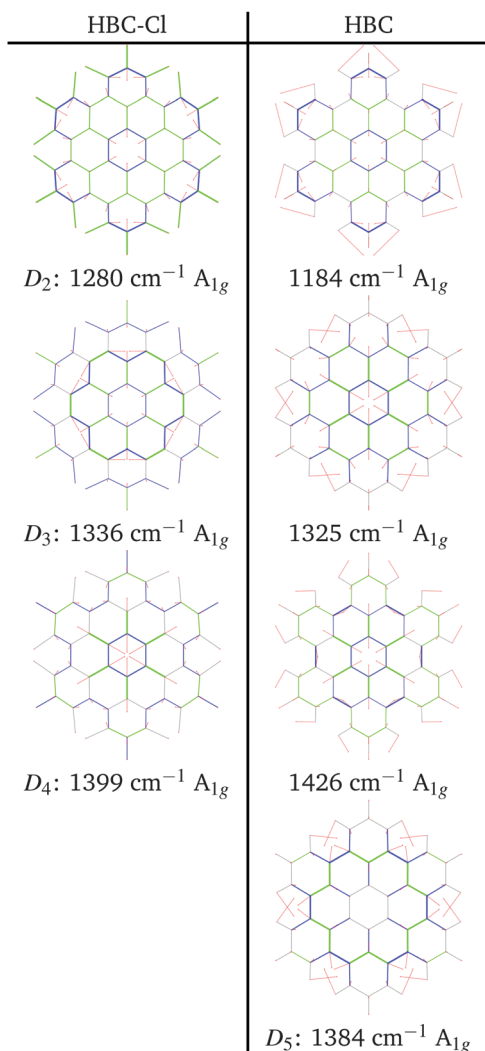 HBC-Cl HBC
D₂: 1280 cm⁻¹ A₁g 1184 cm⁻¹ A₁g
D₃: 1336 cm⁻¹ A₁g 1325 cm⁻¹ A₁g
D₄: 1399 cm⁻¹ A₁g 1426 cm⁻¹ A₁g
D₅: 1384 cm⁻¹ A₁g